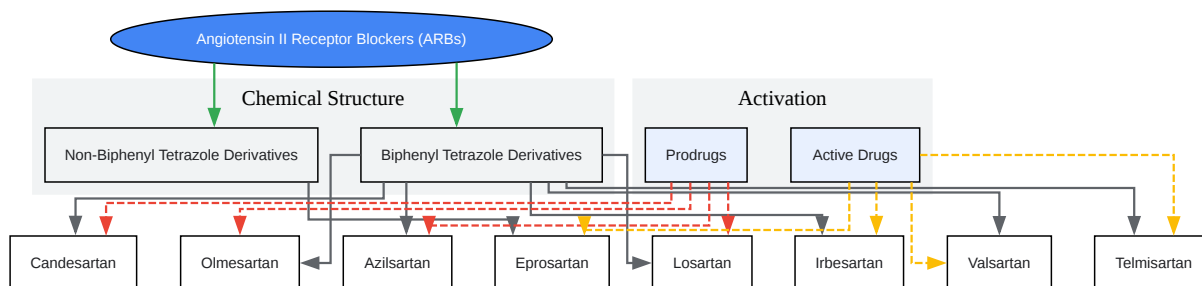 Angiotensin II Receptor Blockers (ARBs)
Chemical Structure
Activation
Non-Biphenyl Tetrazole Derivatives
Biphenyl Tetrazole Derivatives
Prodrugs
Active Drugs
Candesartan
Olmesartan
Azilsartan
Eprosartan
Losartan
Irbesartan
Valsartan
Telmisartan